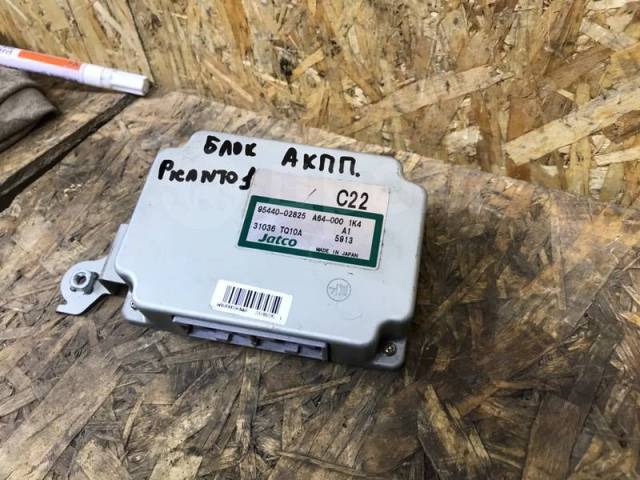 БЛОК АКПП.
PICANTO 1
C22
95440-02825 A64-000 1K4
31036 TQ10A A1
5913
Jatco
MADE IN JAPAN